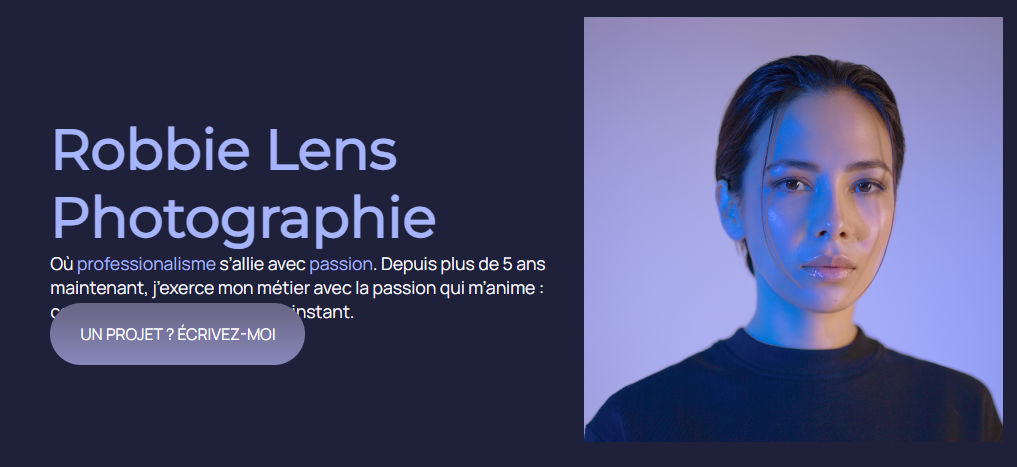 Robbie Lens
Photographie
Où professionalisme s'allie avec passion. Depuis plus de 5 ans
maintenant, j'exerce mon métier avec la passion qui m'anime :
instant.
UN PROJET ? ÉCRIVEZ-MOI